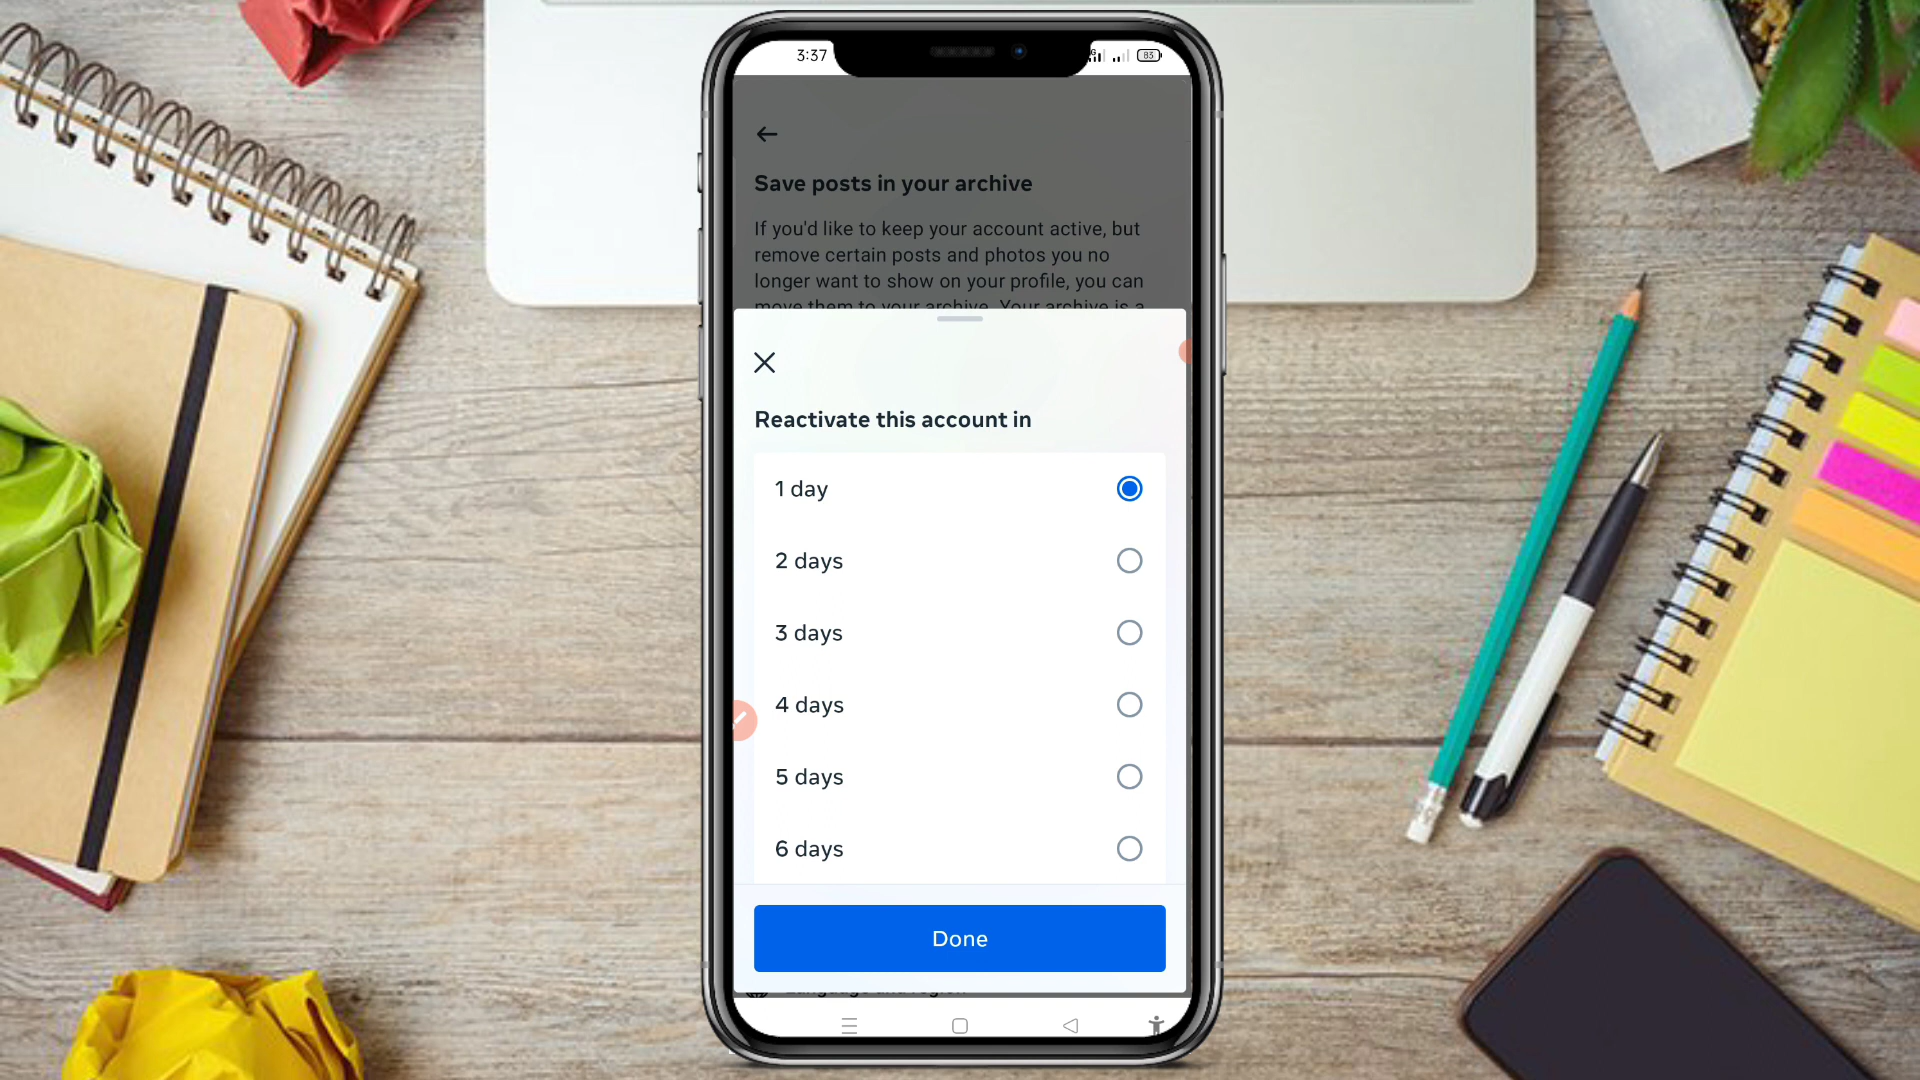 3:37
83
Save posts in your archive
If you'd like to keep your account active, but
remove certain posts and photos you no
longer want to show on your profile, you can
move them to your archive. Your archive is a
Reactivate this account in
1 day
2 days
3 days
4 days
5 days
6 days
Done